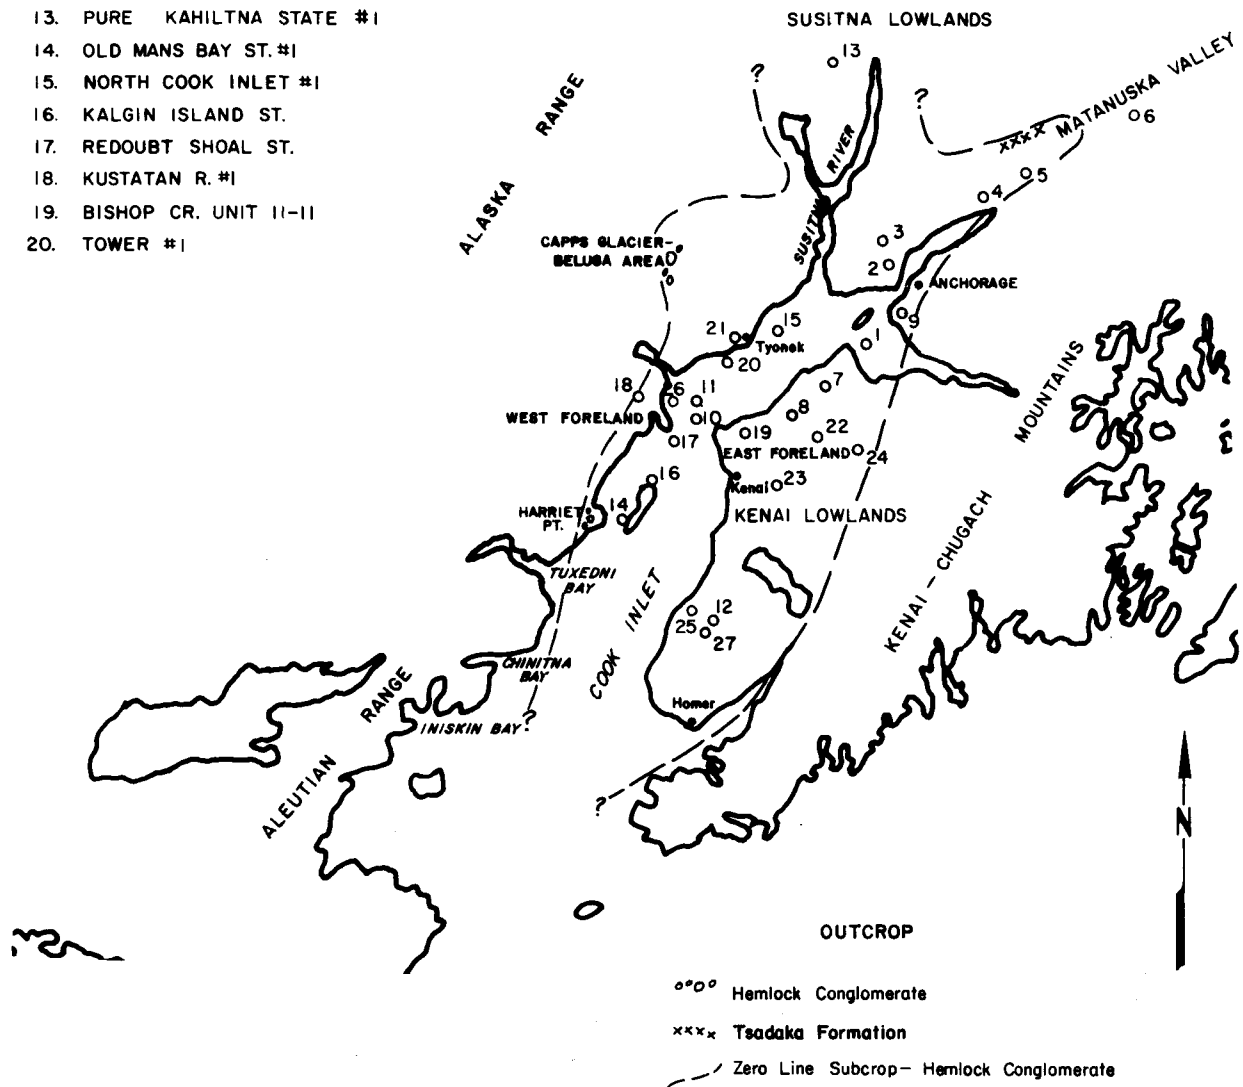 13. PURE KAHILTNA STATE #1
14. OLD MANS BAY ST. #1
15. NORTH COOK INLET #1
16. KALGIN ISLAND ST.
17. REDOUBT SHOAL ST.
18. KUSTATAN R. #1
19. BISHOP CR. UNIT 11-11
20. TOWER #1
SUSITNA LOWLANDS
13
?
?
MATANUSKA VALLEY
xxxx
6
ALASKA RANGE
SUSITNA RIVER
5
4
3
2
CAPPS GLACIER-
BELUGA AREA
ANCHORAGE
9
1
15
21
Tyonek
20
7
18
26
11
8
WEST FORELAND
10
19
22
17
EAST FORELAND
24
16
Kenai
23
14
HARRIET
PT.
KENAI LOWLANDS
MOUNTAINS
KENAI - CHUGACH
TUXEDNI
BAY
COOK INLET
12
25
27
CHINITNA
BAY
Homer
INISKIN BAY
?
?
ALEUTIAN RANGE
N
OUTCROP
Hemlock Conglomerate
xxxx Tsadaka Formation
Zero Line Subcrop- Hemlock Conglomerate